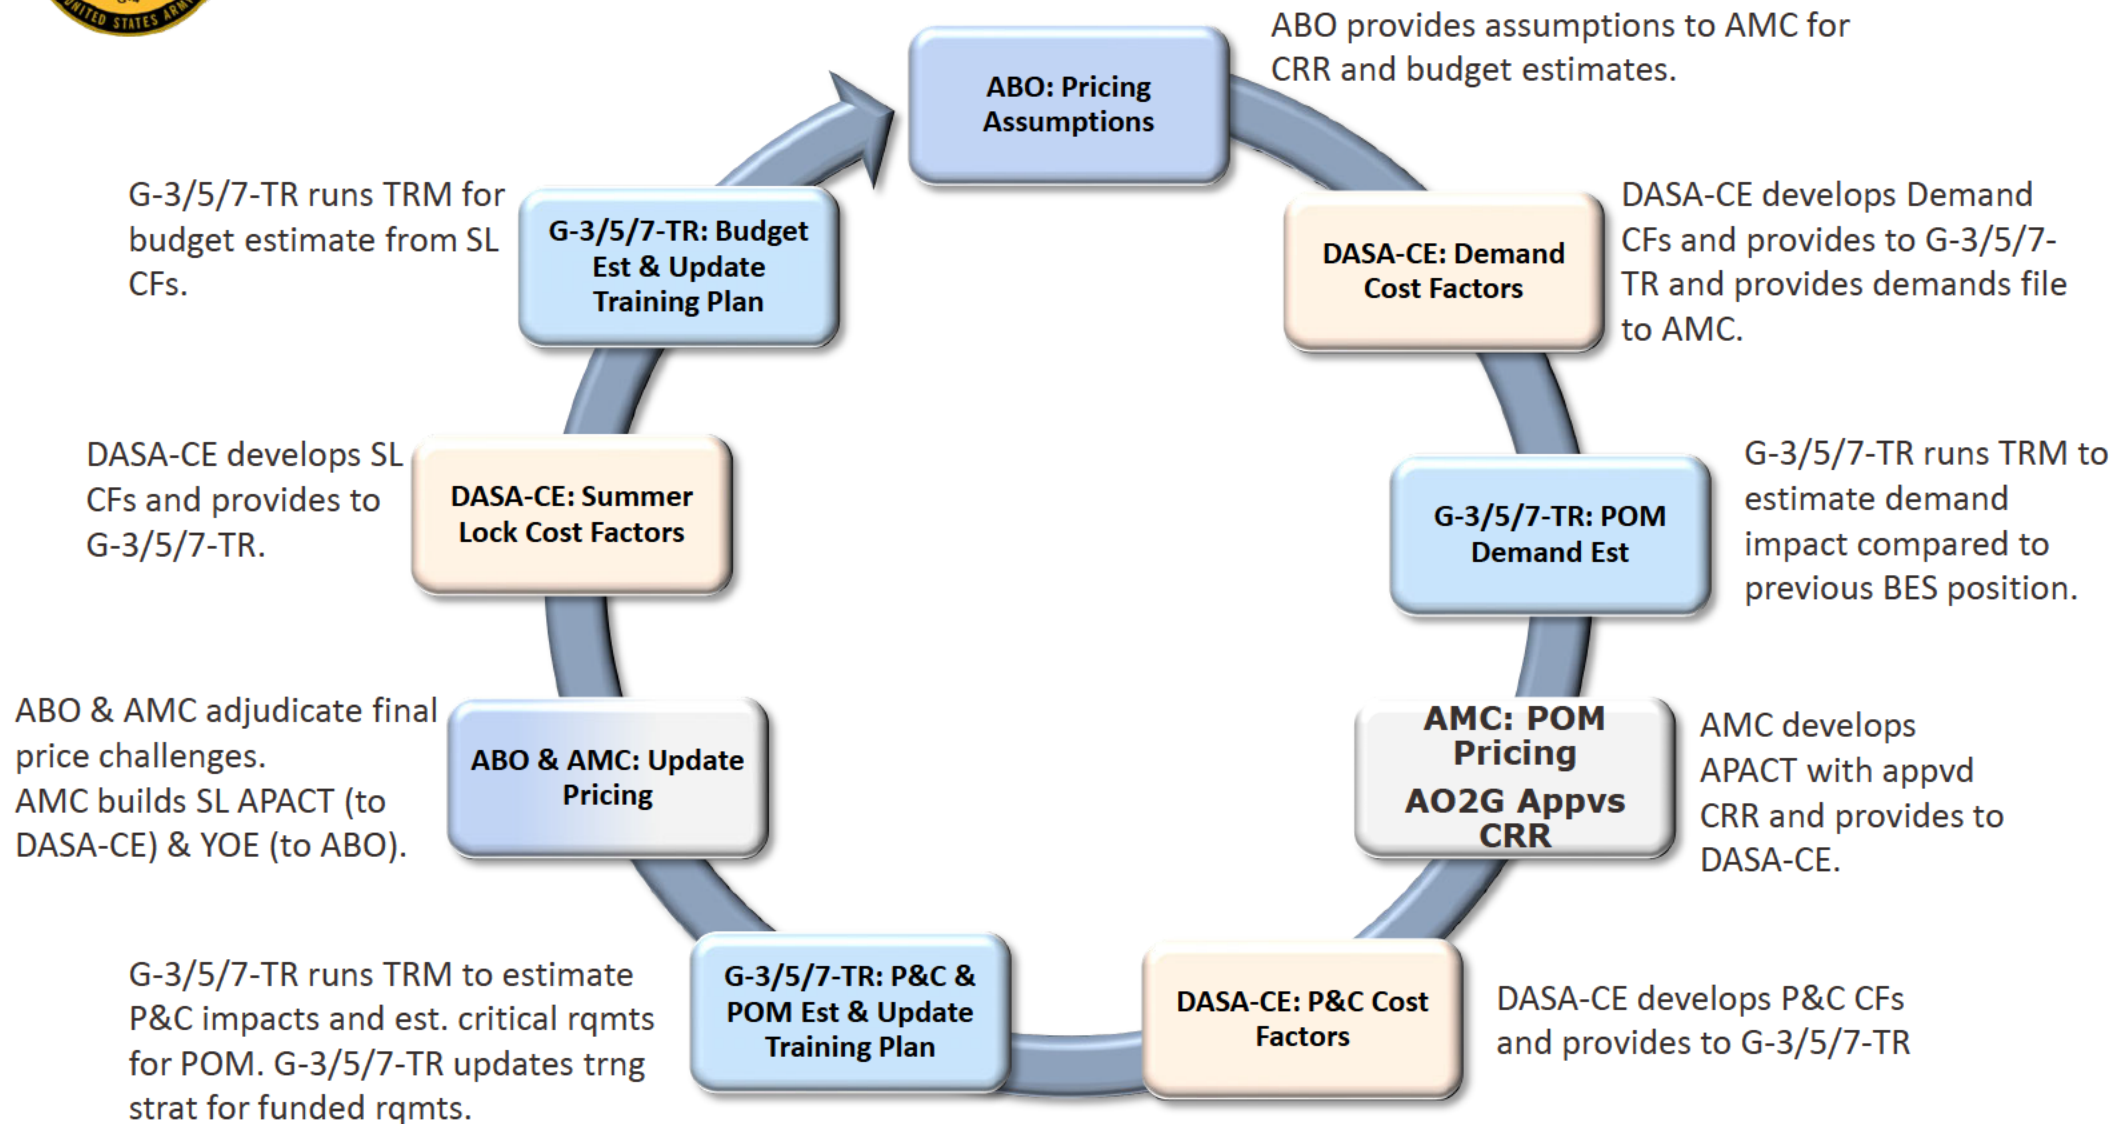 UNITED STATES ARMY
ABO: Pricing
Assumptions
ABO provides assumptions to AMC for
CRR and budget estimates.
DASA-CE: Demand
Cost Factors
DASA-CE develops Demand
CFs and provides to G-3/5/7-
TR and provides demands file
to AMC.
G-3/5/7-TR: POM
Demand Est
G-3/5/7-TR runs TRM to
estimate demand
impact compared to
previous BES position.
AMC: POM
Pricing
AO2G Appvs
CRR
AMC develops
APACT with appvd
CRR and provides to
DASA-CE.
DASA-CE: P&C Cost
Factors
DASA-CE develops P&C CFs
and provides to G-3/5/7-TR
G-3/5/7-TR: P&C &
POM Est & Update
Training Plan
G-3/5/7-TR runs TRM to estimate
P&C impacts and est. critical rqmts
for POM. G-3/5/7-TR updates trng
strat for funded rqmts.
ABO & AMC: Update
Pricing
ABO & AMC adjudicate final
price challenges.
AMC builds SL APACT (to
DASA-CE) & YOE (to ABO).
DASA-CE: Summer
Lock Cost Factors
DASA-CE develops SL
CFs and provides to
G-3/5/7-TR.
G-3/5/7-TR: Budget
Est & Update
Training Plan
G-3/5/7-TR runs TRM for
budget estimate from SL
CFs.